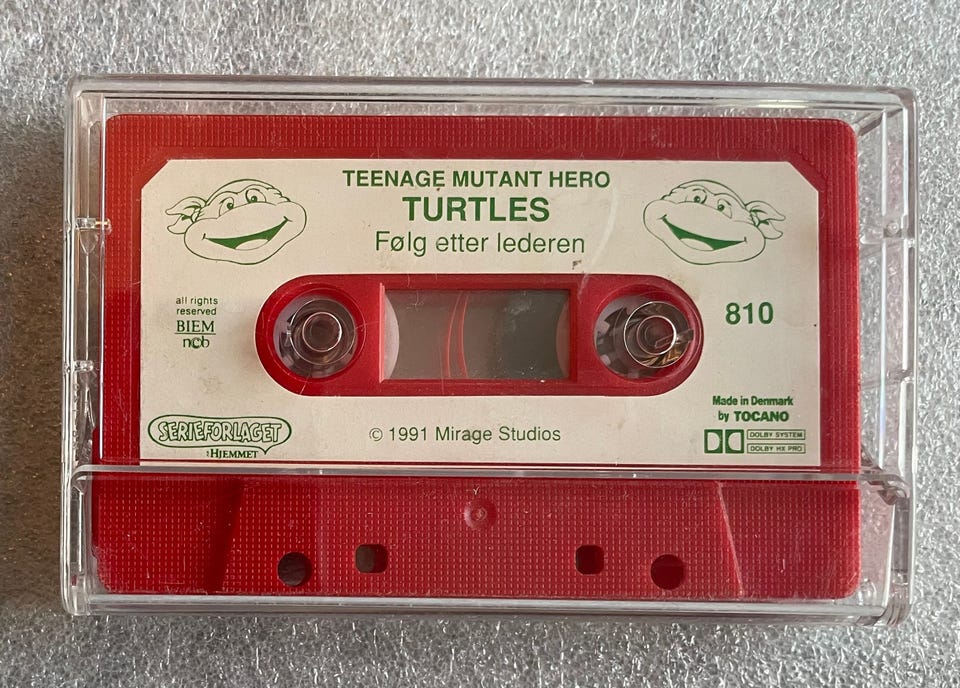 TEENAGE MUTANT HERO
TURTLES
Følg etter lederen
all rights
reserved
BIEM
n©b
810
SERIEFORLAGET
HJEMMET
© 1991 Mirage Studios
Made in Denmark
by TOCANO
DOLBY SYSTEM
DOLBY HX PRO